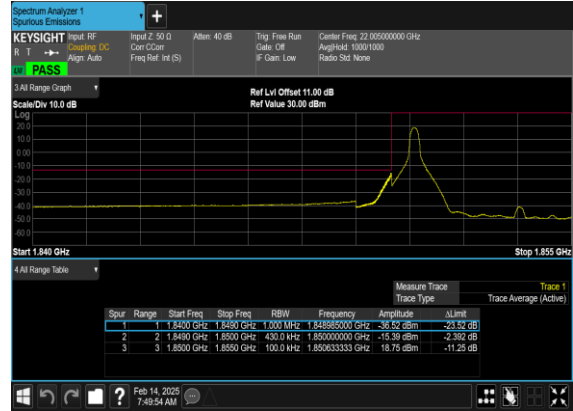 Spectrum Analyzer 1
Spurious Emissions
KEYSIGHT Input: RF Input Z: 50 Ω Atten: 40 dB Trig: Free Run Center Freq: 22.005000000 GHz
R T Coupling: DC Corr CCorr Gate: Off Avg|Hold: 1000/1000
Align: Auto Freq Ref: Int (S) IF Gain: Low Radio Std: None
PASS
3 All Range Graph
Ref Lvl Offset 11.00 dB
Scale/Div 10.0 dB Ref Value 30.00 dBm
Log
20.0
10.0
0.00
-10.0
-20.0
-30.0
-40.0
-50.0
-60.0
Start 1.840 GHz Stop 1.855 GHz
4 All Range Table
Measure Trace Trace 1
Trace Type Trace Average (Active)
Spur Range Start Freq Stop Freq RBW Frequency Amplitude ΔLimit
1 1 1.8400 GHz 1.8490 GHz 1.000 MHz 1.848985000 GHz -36.52 dBm -23.52 dB
2 2 1.8490 GHz 1.8500 GHz 430.0 kHz 1.850000000 GHz -15.39 dBm -2.392 dB
3 3 1.8500 GHz 1.8550 GHz 100.0 kHz 1.850633333 GHz 18.75 dBm -11.25 dB
Feb 14, 2025
7:49:54 AM